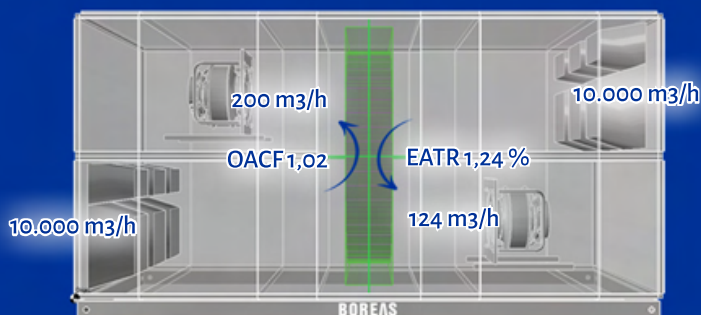 200 m3/h
10.000 m3/h
OACF 1,02
EATR 1,24 %
124 m3/h
10.000 m3/h
BOREAS